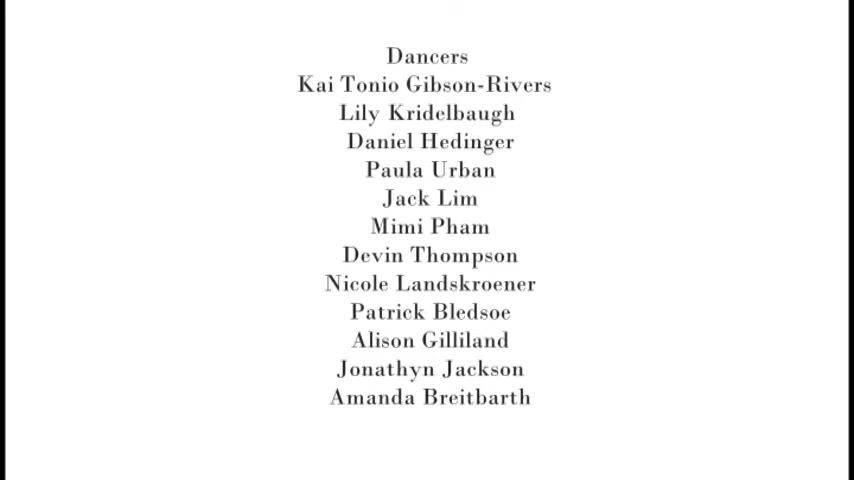 Dancers
Kai Tonio Gibson-Rivers
Lily Kridelbaugh
Daniel Hedinger
Paula Urban
Jack Lim
Mimi Pham
Devin Thompson
Nicole Landskroener
Patrick Bledsoe
Alison Gilliland
Jonathyn Jackson
Amanda Breitbarth